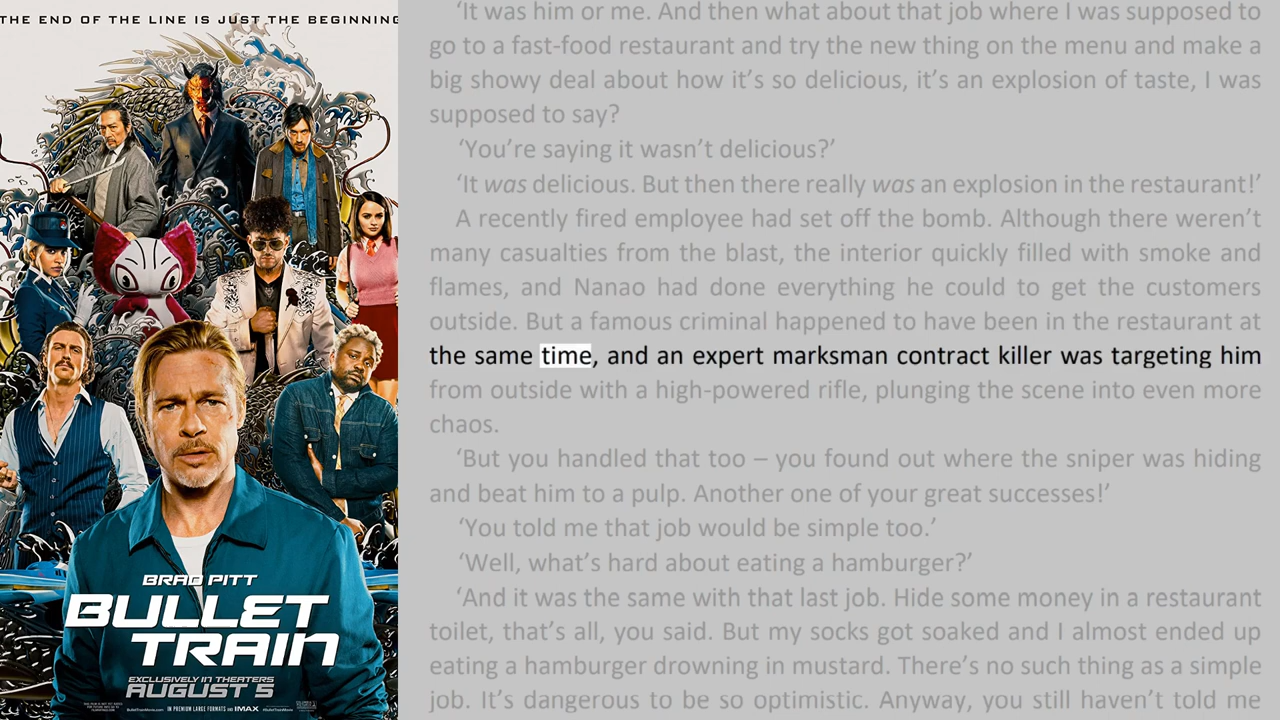 THE END OF THE LINE IS JUST THE BEGINNING
BRAD PITT
BULLET
TRAIN
EXCLUSIVELY IN THEATERS
AUGUST 5
IN PREMIUM LARGE FORMATS AND IMAX
‘It was him or me. And then what about that job where I was supposed to
go to a fast-food restaurant and try the new thing on the menu and make a
big showy deal about how it’s so delicious, it’s an explosion of taste, I was
supposed to say?
‘You’re saying it wasn’t delicious?’
‘It was delicious. But then there really was an explosion in the restaurant!’
A recently fired employee had set off the bomb. Although there weren’t
many casualties from the blast, the interior quickly filled with smoke and
flames, and Nanao had done everything he could to get the customers
outside. But a famous criminal happened to have been in the restaurant at
the same time, and an expert marksman contract killer was targeting him
from outside with a high-powered rifle, plunging the scene into even more
chaos.
‘But you handled that too – you found out where the sniper was hiding
and beat him to a pulp. Another one of your great successes!’
‘You told me that job would be simple too.’
‘Well, what’s hard about eating a hamburger?’
‘And it was the same with that last job. Hide some money in a restaurant
toilet, that’s all, you said. But my socks got soaked and I almost ended up
eating a hamburger drowning in mustard. There’s no such thing as a simple
job. It’s dangerous to be so optimistic. Anyway, you still haven’t told me